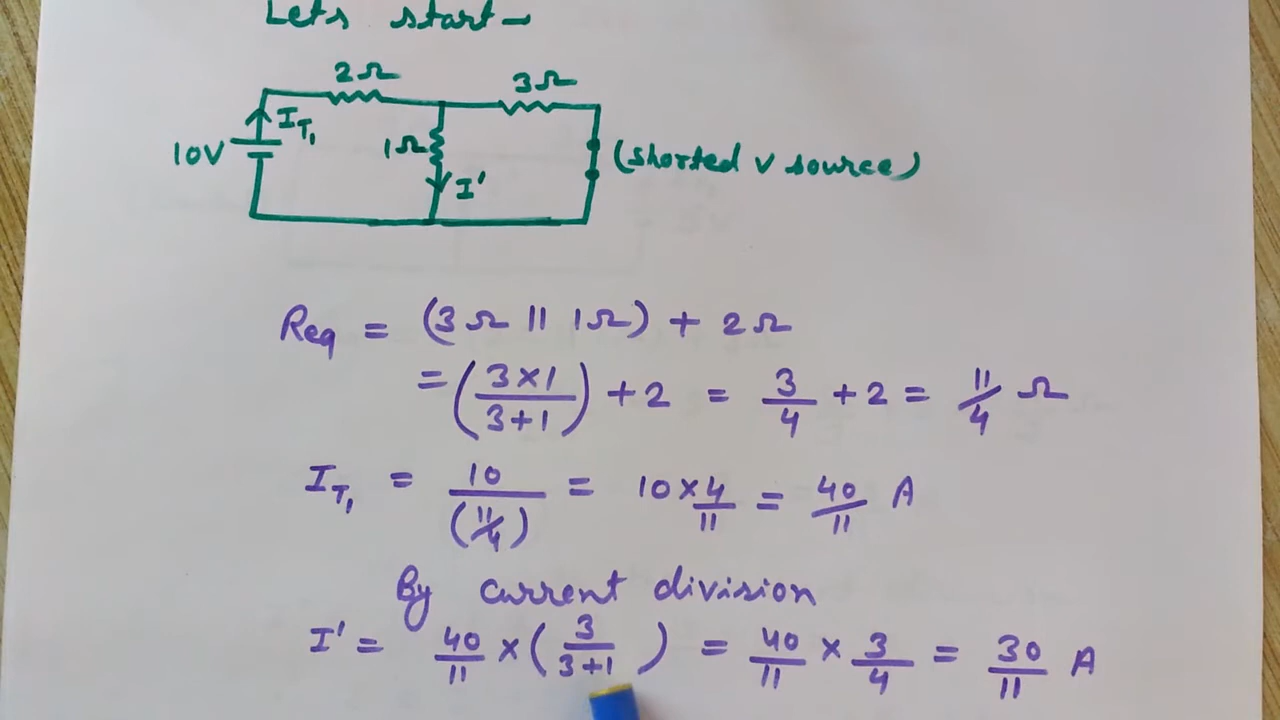 Lets start -
2Ω 3Ω
I_T₁
10V 1Ω (shorted v source)
I'
Req = (3Ω || 1Ω) + 2Ω
= (3×1/3+1) + 2 = 3/4 + 2 = 11/4 Ω
I_T₁ = 10/(11/4) = 10×4/11 = 40/11 A
By current division
I' = 40/11 × (3/3+1) = 40/11 × 3/4 = 30/11 A